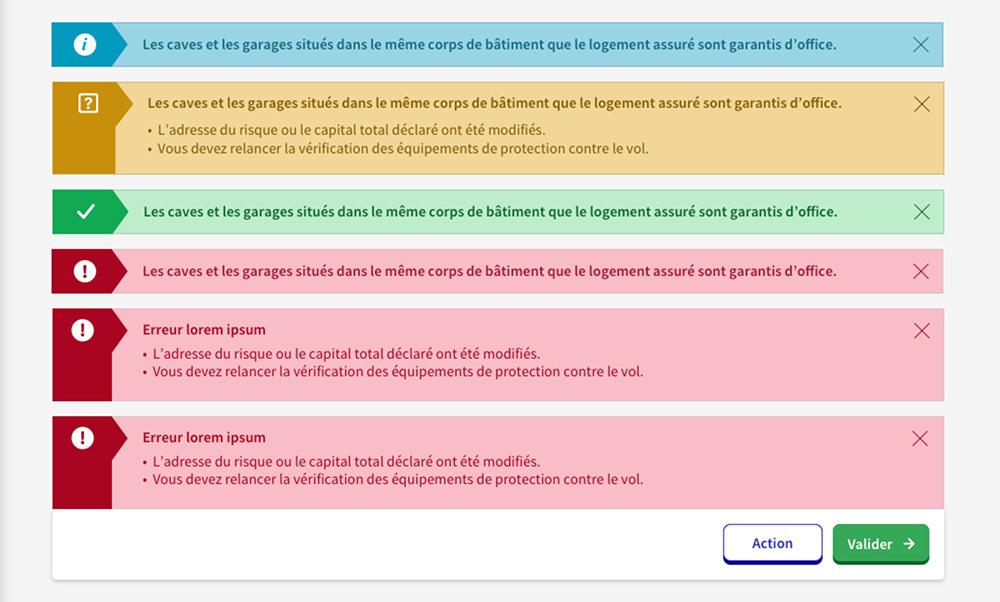 Les caves et les garages situés dans le même corps de bâtiment que le logement assuré sont garantis d’office.
Les caves et les garages situés dans le même corps de bâtiment que le logement assuré sont garantis d’office.
• L’adresse du risque ou le capital total déclaré ont été modifiés.
• Vous devez relancer la vérification des équipements de protection contre le vol.
Les caves et les garages situés dans le même corps de bâtiment que le logement assuré sont garantis d’office.
Les caves et les garages situés dans le même corps de bâtiment que le logement assuré sont garantis d’office.
Erreur lorem ipsum
• L’adresse du risque ou le capital total déclaré ont été modifiés.
• Vous devez relancer la vérification des équipements de protection contre le vol.
Erreur lorem ipsum
• L’adresse du risque ou le capital total déclaré ont été modifiés.
• Vous devez relancer la vérification des équipements de protection contre le vol.
Action
Valider →